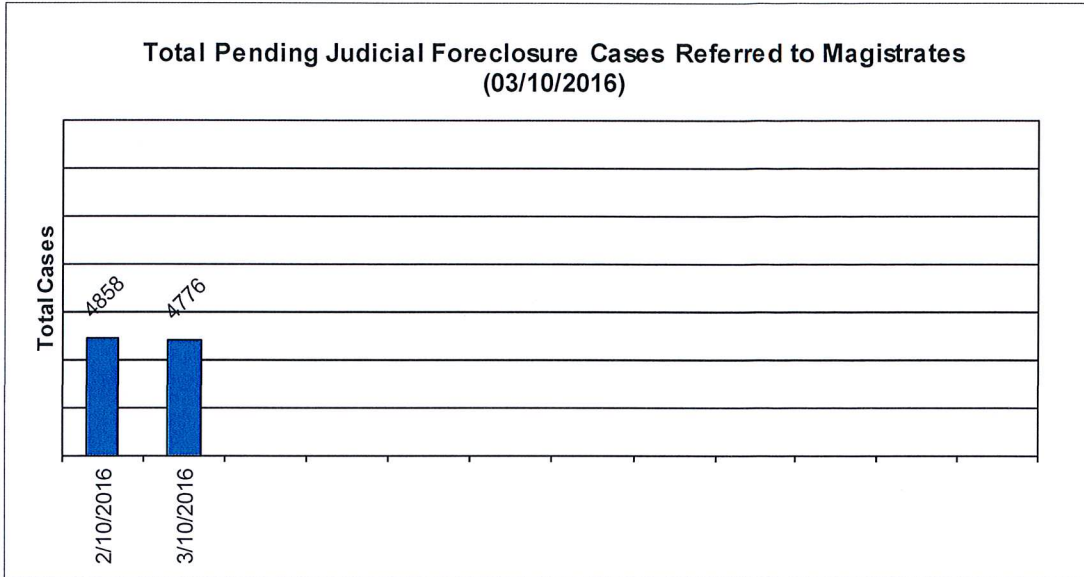 Total Pending Judicial Foreclosure Cases Referred to Magistrates
(03/10/2016)
Total Cases
4858
4776
2/10/2016
3/10/2016